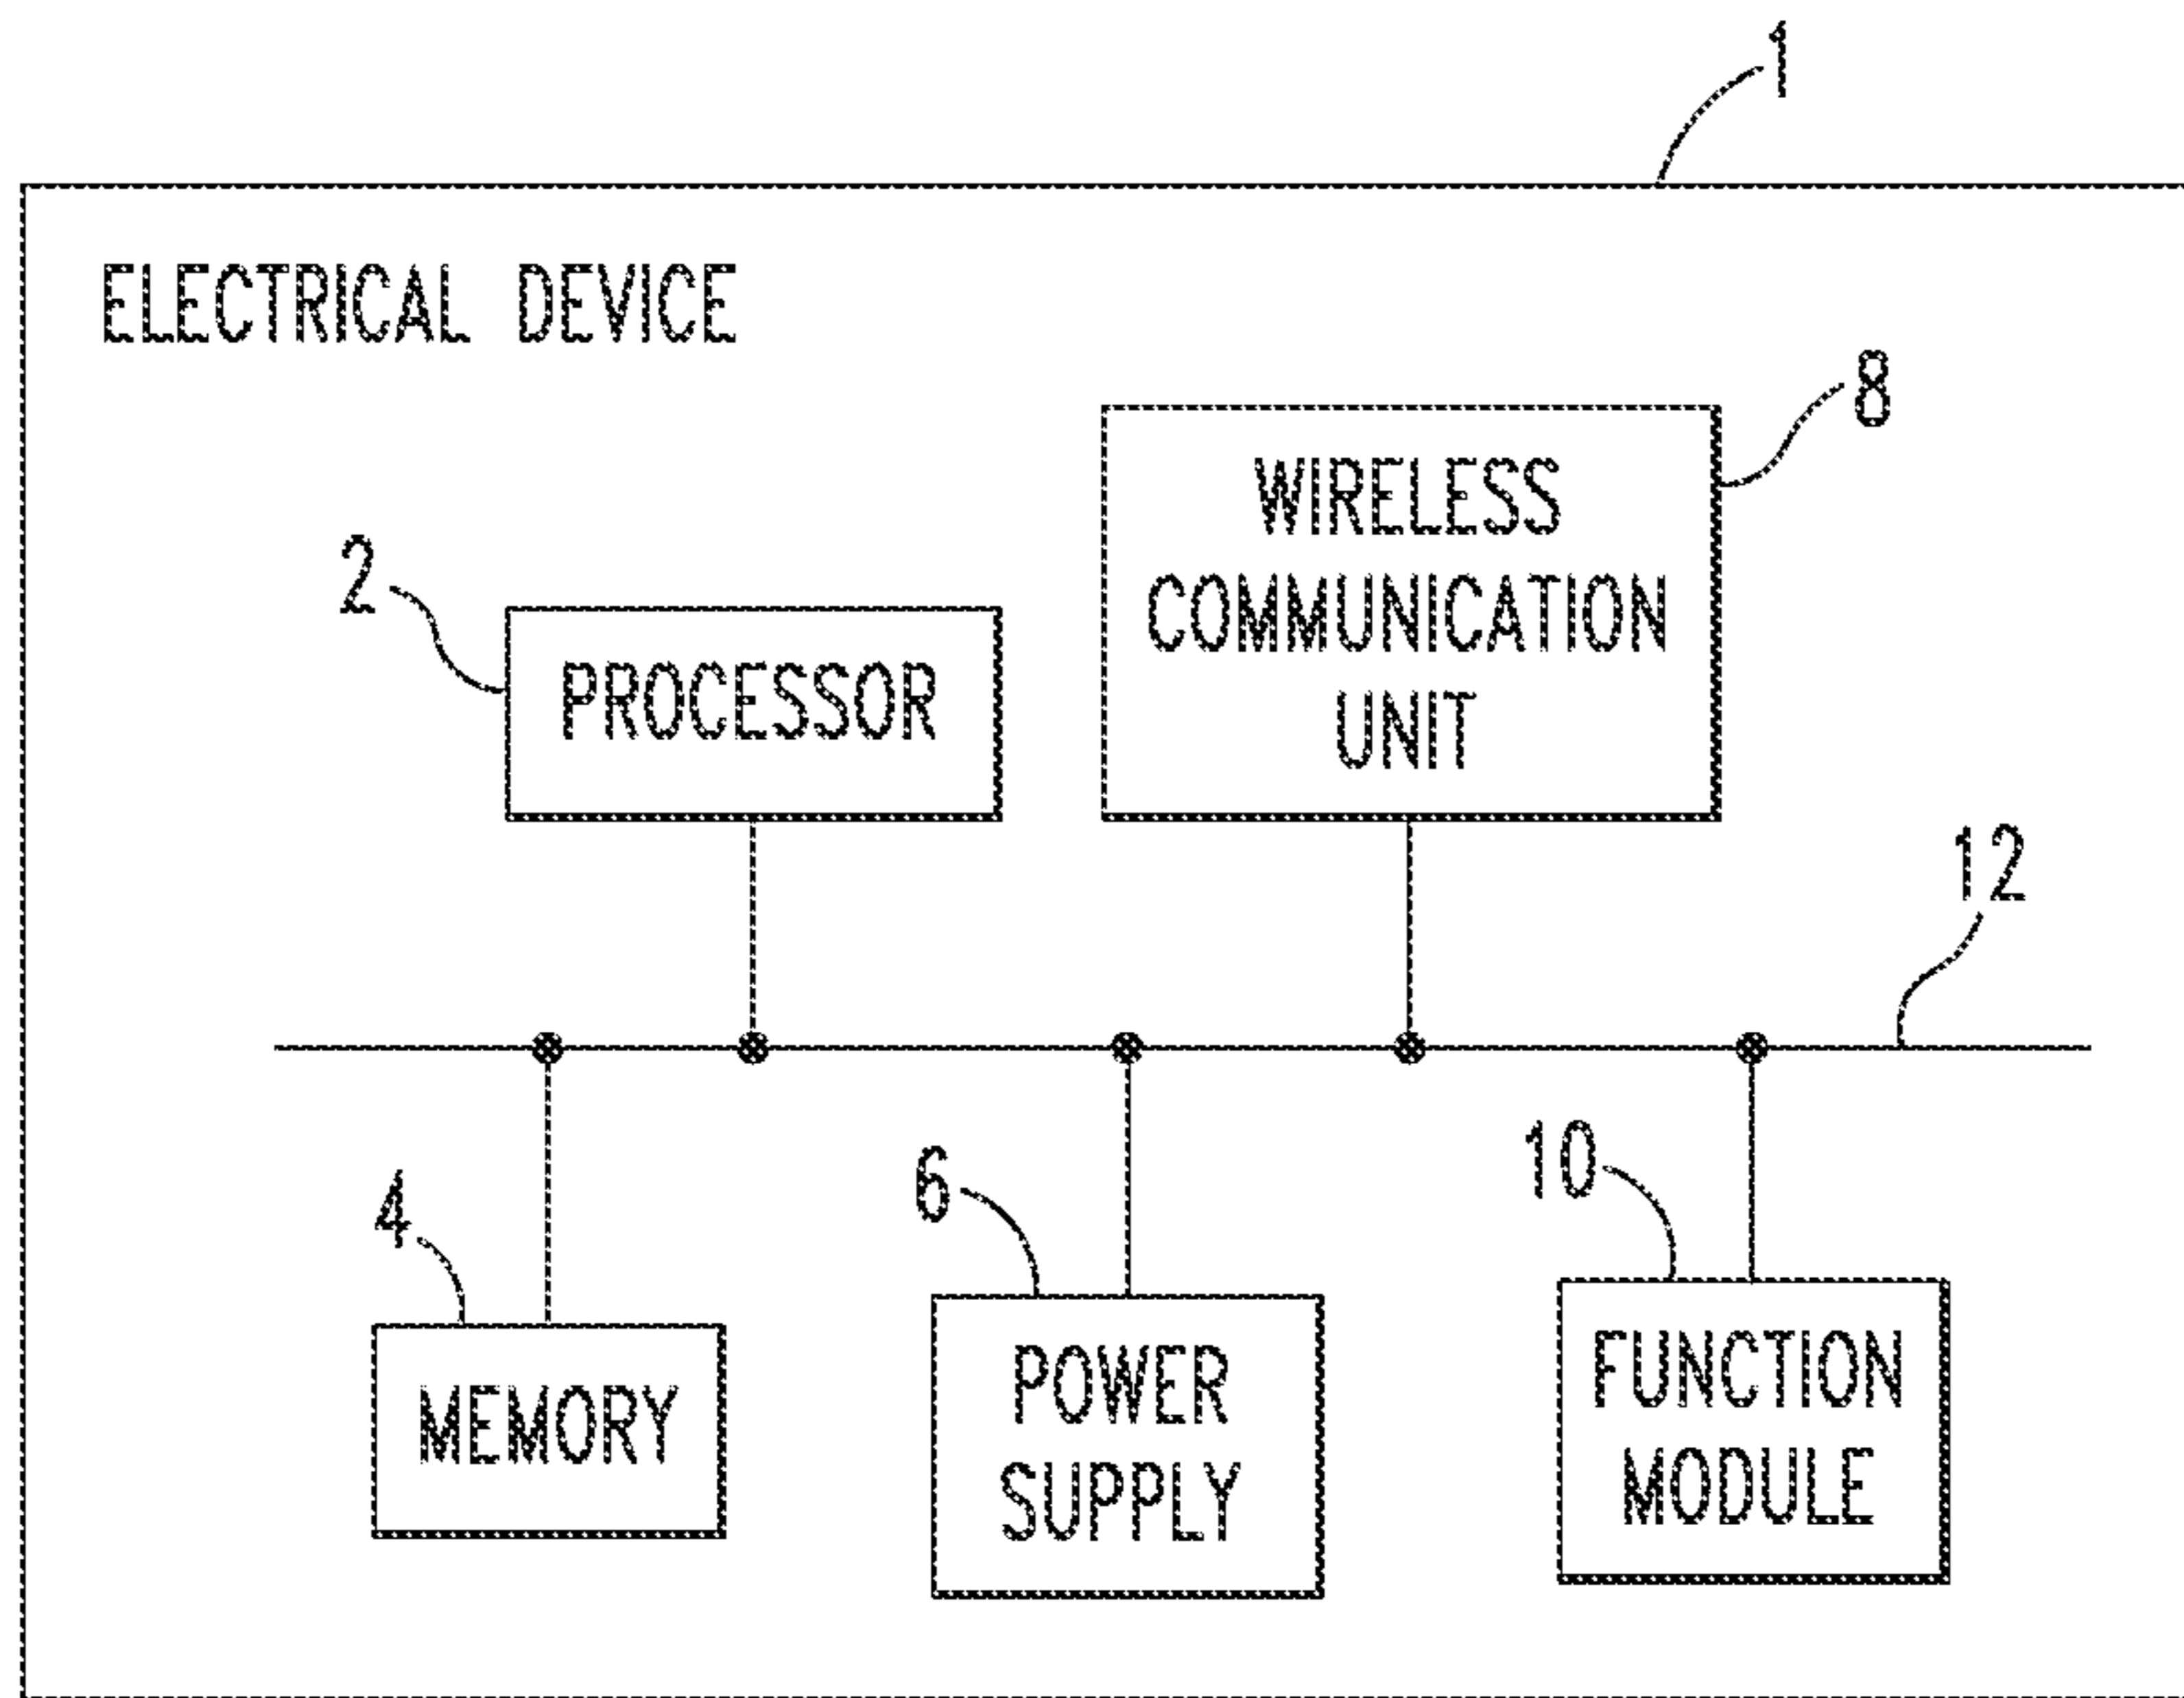 1
ELECTRICAL DEVICE
8
WIRELESS
COMMUNICATION
UNIT
2
PROCESSOR
12
10
6
4
FUNCTION
MODULE
POWER
SUPPLY
MEMORY